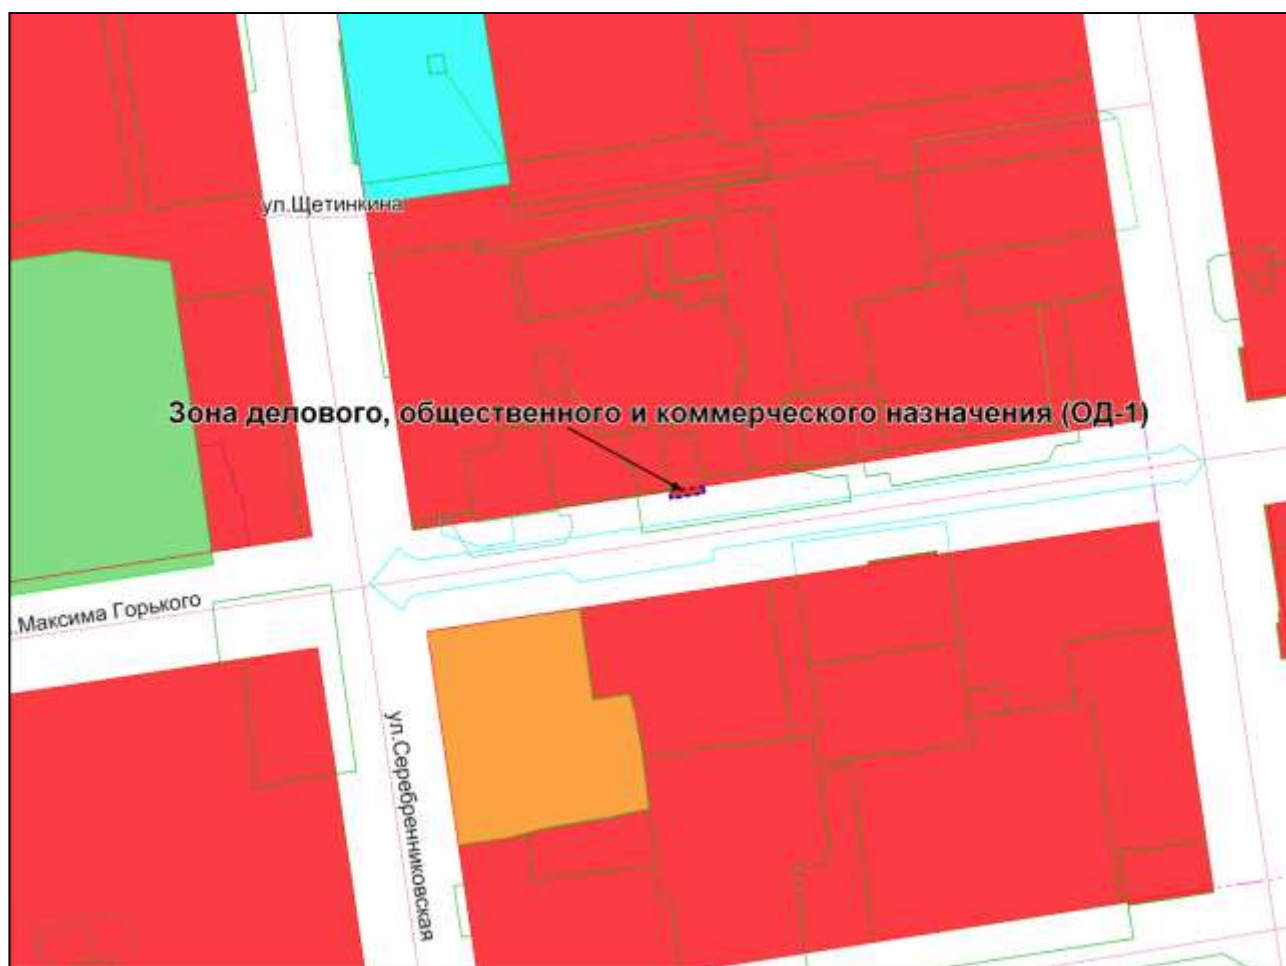 ул.Щетинкина
Зона делового, общественного и коммерческого назначения (ОД-1)
.Максима Горького
ул.Серебренниковская